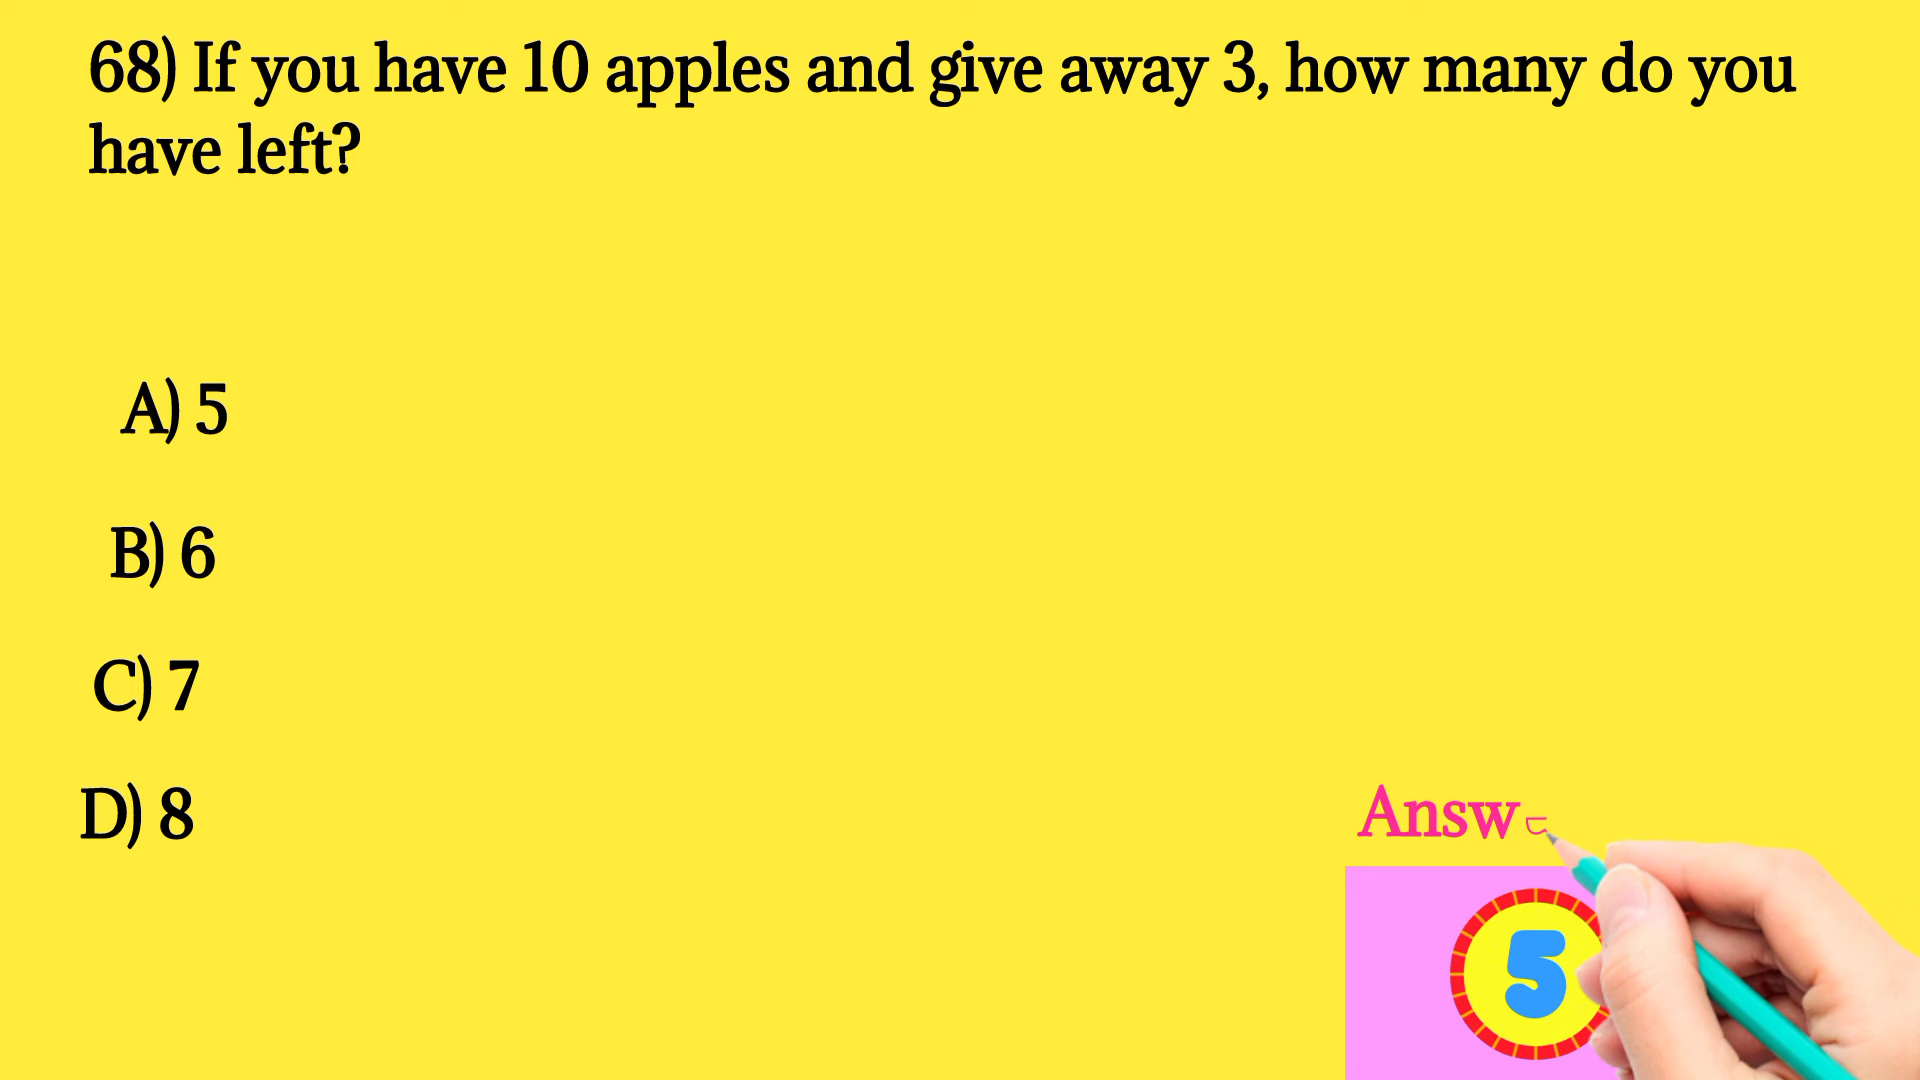 68) If you have 10 apples and give away 3, how many do you
have left?
A) 5
B) 6
C) 7
D) 8
Answ
5